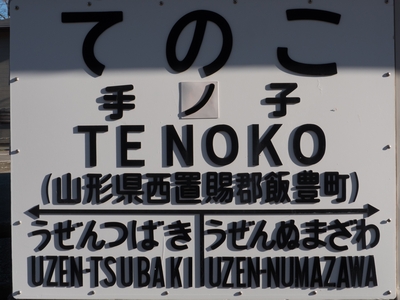 てのこ
手ノ子
TENOKO
(山形県西置賜郡飯豊町)
うぜんつばき うぜんぬまざわ
UZEN-TSUBAKI UZEN-NUMAZAWA